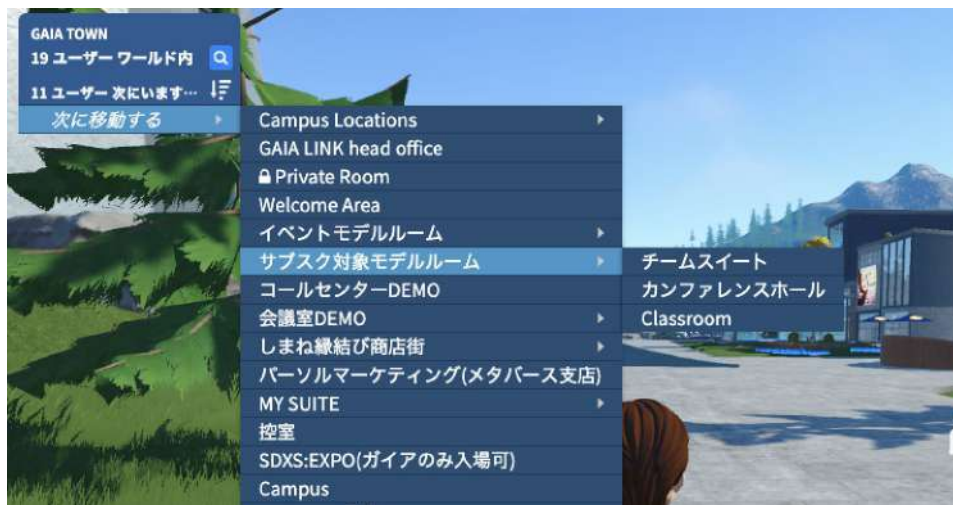 GAIA TOWN
19 ユーザー ワールド内
11 ユーザー 次にいます…
次に移動する
Campus Locations
GAIA LINK head office
Private Room
Welcome Area
イベントモデルルーム
サブスク対象モデルルーム
チームスイート
コールセンターDEMO
カンファレンスホール
会議室DEMO
Classroom
しまね縁結び商店街
パーソルマーケティング(メタバース支店)
MY SUITE
控室
SDXS:EXPO(ガイアのみ入場可)
Campus